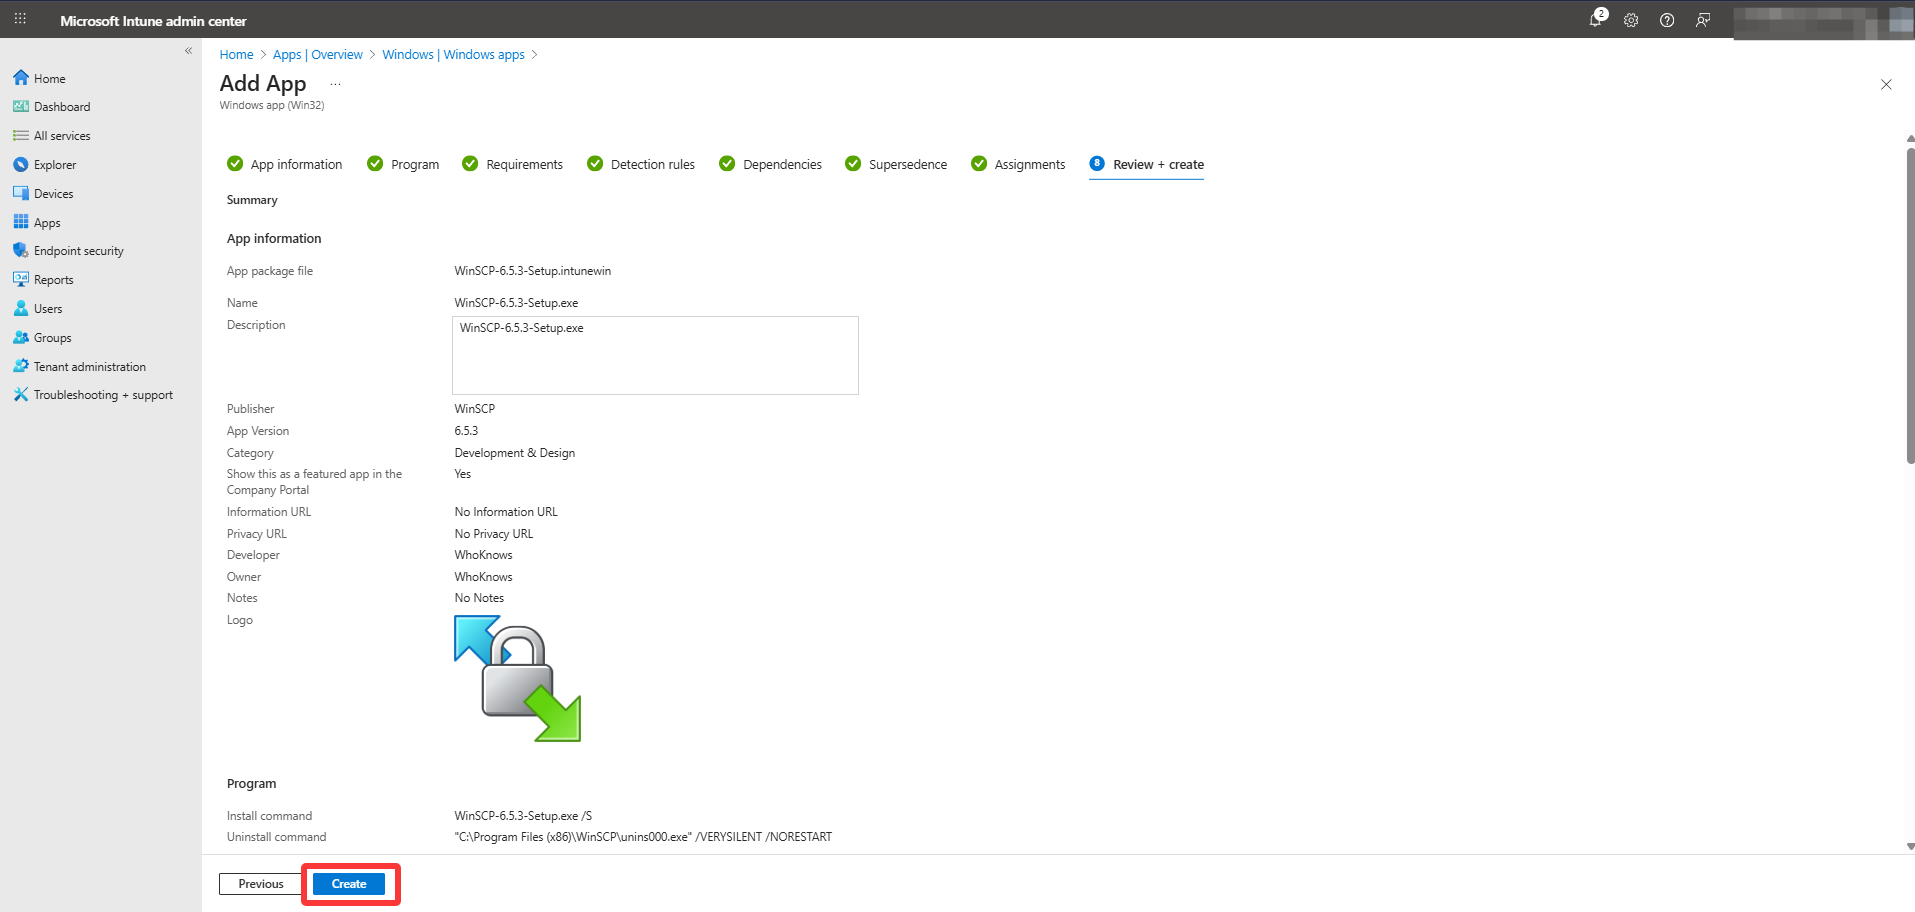 Microsoft Intune admin center
2
«
Home > Apps | Overview > Windows | Windows apps >
Add App ...
Windows app (Win32)
Home
Dashboard
All services
Explorer
Devices
Apps
Endpoint security
Reports
Users
Groups
Tenant administration
Troubleshooting + support
App information Program Requirements Detection rules Dependencies Supersedence Assignments 8 Review + create
Summary
App information
App package file WinSCP-6.5.3-Setup.intunewin
Name WinSCP-6.5.3-Setup.exe
Description WinSCP-6.5.3-Setup.exe
Publisher WinSCP
App Version 6.5.3
Category Development & Design
Show this as a featured app in the Yes
Company Portal
Information URL No Information URL
Privacy URL No Privacy URL
Developer WhoKnows
Owner WhoKnows
Notes No Notes
Logo
Program
Install command WinSCP-6.5.3-Setup.exe /S
Uninstall command "C:\Program Files (x86)\WinSCP\unins000.exe" /VERYSILENT /NORESTART
Previous Create